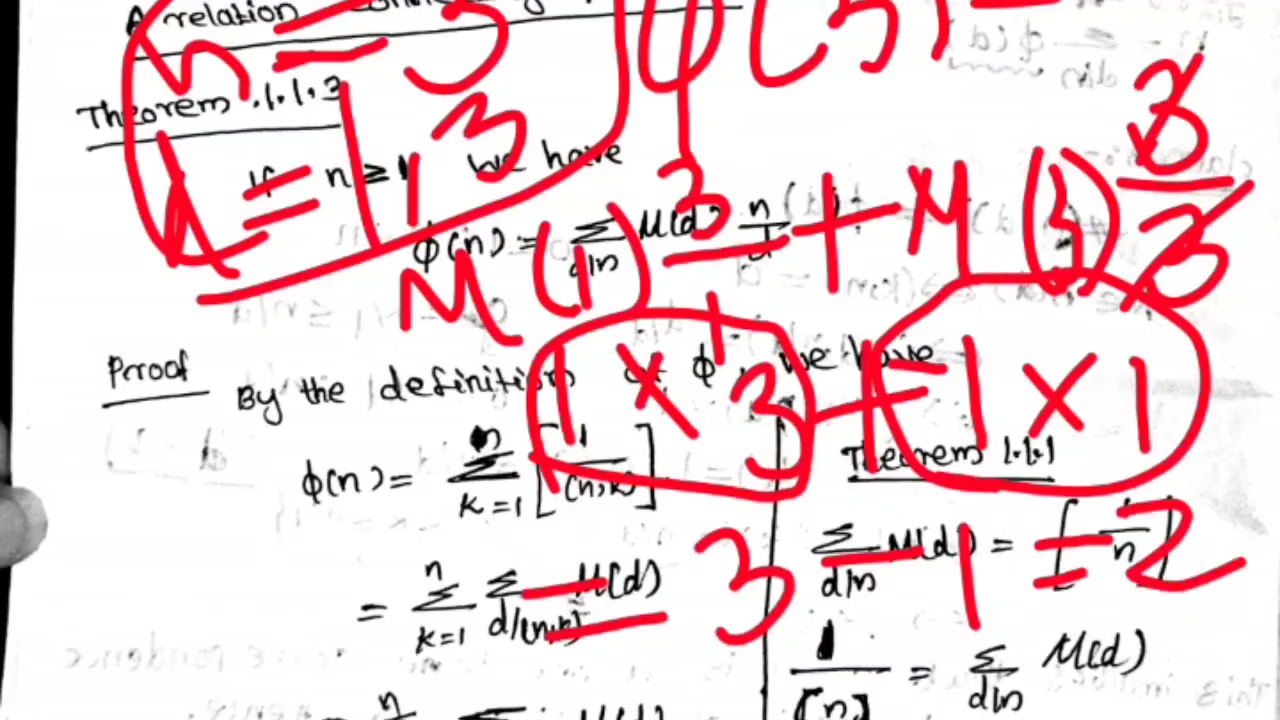 A relation
n = 3 φ(3) =
Theorem 1.1.3
d = 1, 3
If n ≥ 1 we have
φ(n) = Σ_{d|n} μ(d) n/d
μ(1) 3/1 + μ(3) 3/3
Proof By the definition of φ, we have
1 × 3 + -1 × 1
φ(n) = Σ_{k=1}^{n} [1/(n,k)]
Theorem 1.1.1
Σ_{d|n} μ(d) = [1/n]
= 3 - 1 = 2
= Σ_{k=1}^{n} Σ_{d/(n,k)} μ(d)
1/[n] = Σ_{d|n} μ(d)
n
= Σ Σ μ(d)